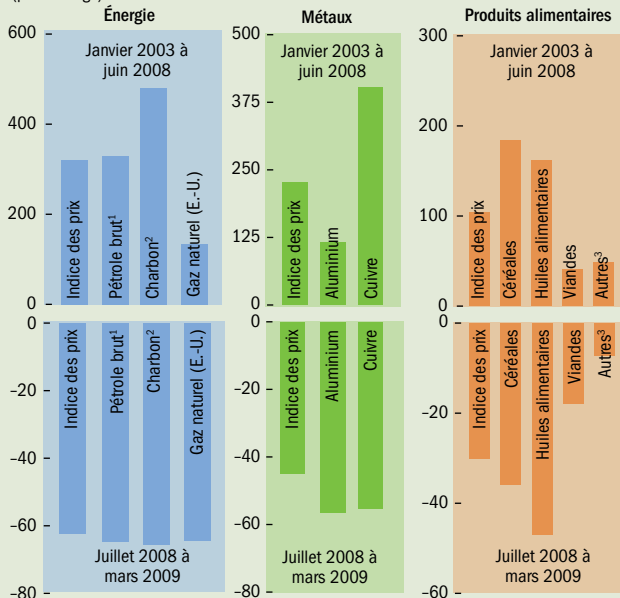 Énergie
Métaux
Produits alimentaires
600
400
200
0
Janvier 2003 à
juin 2008
Indice des prix
Pétrole brut¹
Charbon²
Gaz naturel (E.-U.)
500
375
250
125
0
Janvier 2003 à
juin 2008
Indice des prix
Aluminium
Cuivre
300
200
100
0
Janvier 2003 à
juin 2008
Indice des prix
Céréales
Huiles alimentaires
Viandes
Autres³
0
–20
–40
–60
–80
Indice des prix
Pétrole brut¹
Charbon²
Gaz naturel (E.-U.)
Juillet 2008 à
mars 2009
0
–20
–40
–60
–80
Indice des prix
Aluminium
Cuivre
Juillet 2008 à
mars 2009
0
–20
–40
–60
Indice des prix
Céréales
Huiles alimentaires
Viandes
Autres³
Juillet 2008 à
mars 2009